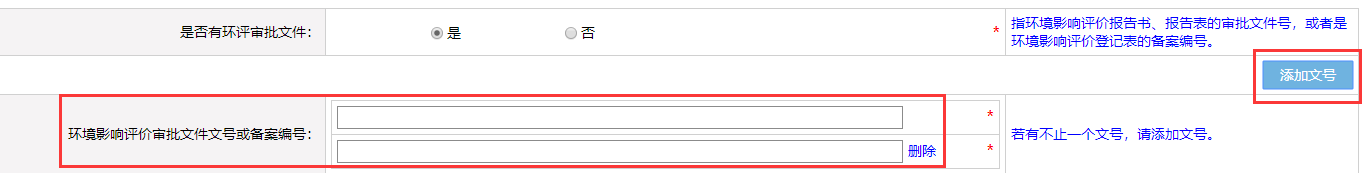 是否有环评审批文件：
是
否
*
指环境影响评价报告书、报告表的审批文件号，或者是
环境影响评价登记表的备案编号。
添加文号
环境影响评价审批文件文号或备案编号：
*
删除
*
若有不止一个文号，请添加文号。